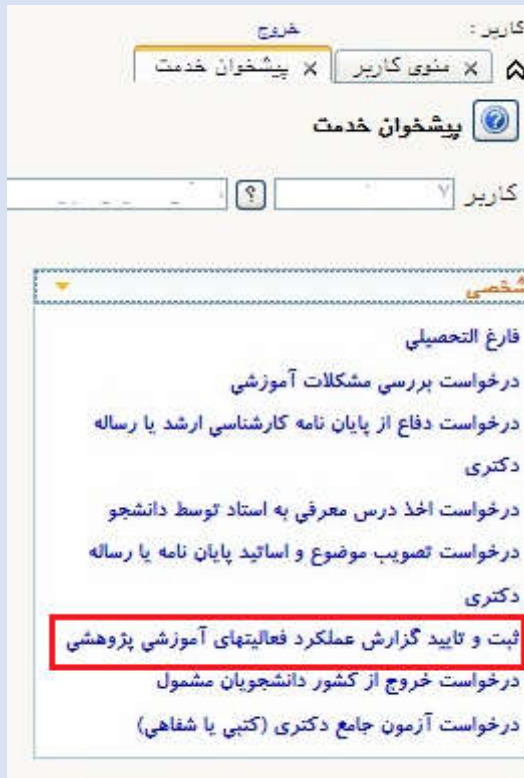 کاربر : خروج
منوی کاربر × پیشخوان خدمت ×
پیشخوان خدمت
کاربر ۷ ?
شخصی
فارغ التحصیلی
درخواست بررسی مشکلات آموزشی
درخواست دفاع از پایان نامه کارشناسی ارشد یا رساله
دکتری
درخواست اخذ درس معرفی به استاد توسط دانشجو
درخواست تصویب موضوع و اساتید پایان نامه یا رساله
دکتری
ثبت و تایید گزارش عملکرد فعالیتهای آموزشی پژوهشی
درخواست خروج از کشور دانشجویان مشمول
درخواست آزمون جامع دکتری (کتبی یا شفاهی)